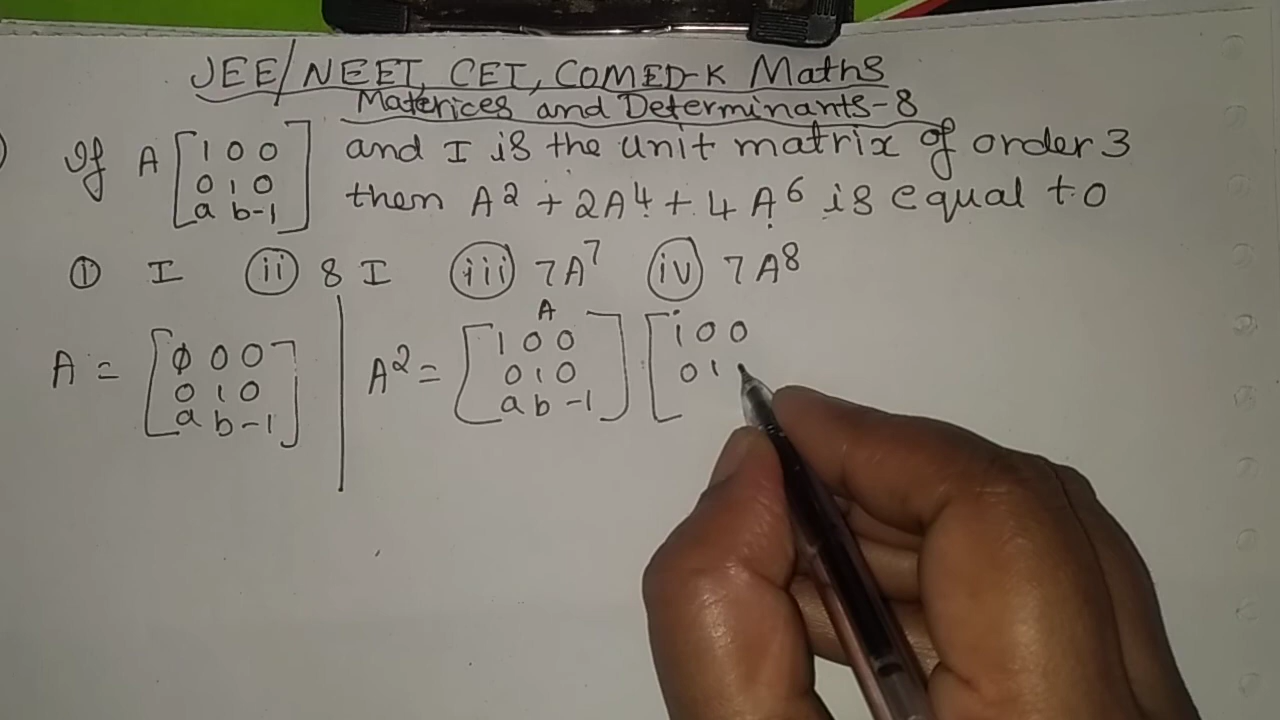 JEE/NEET, CET, COMED-K Maths
Materices and Determinants-8
If A [1 0 0 and I is the unit matrix of order 3
0 1 0
a b -1] then A2 + 2A4 + 4A6 is equal to
i I ii 8 I iii 7A7 iv 7A8
A
A = [0 0 0 A2 = [1 0 0 [1 0 0
0 1 0 0 1 0 0 1
a b -1] a b -1]